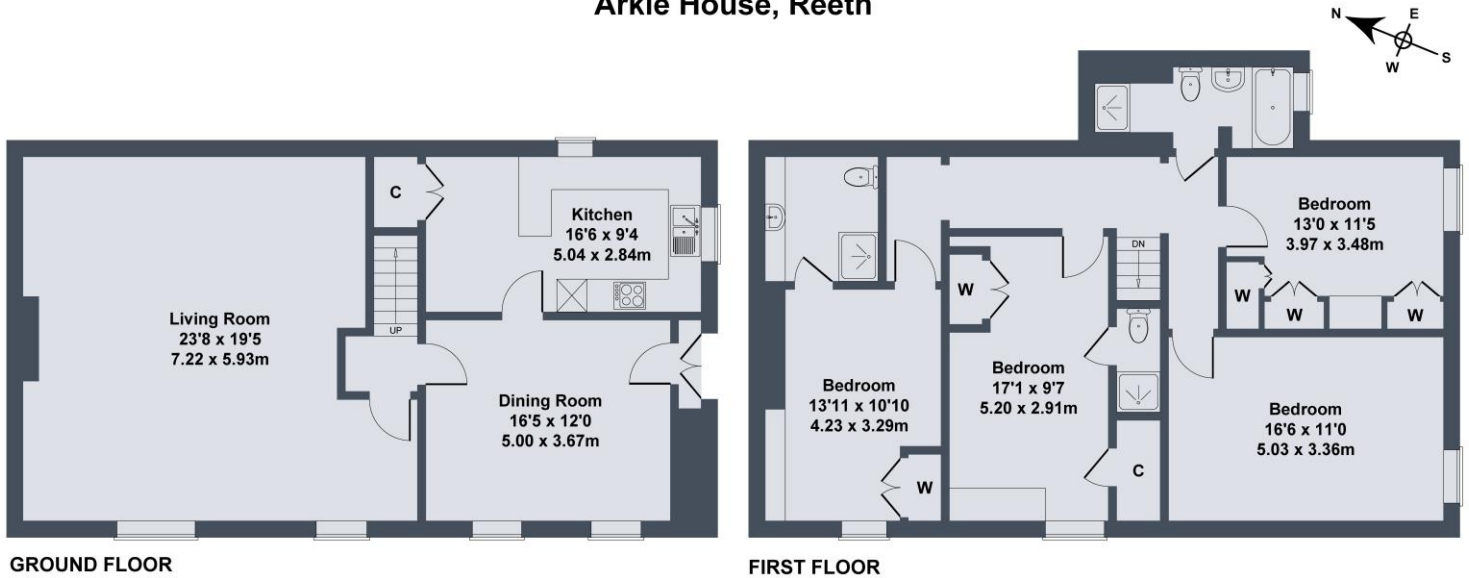 Arkle House, Reeth
N
E
S
W
C
Kitchen
16'6 x 9'4
5.04 x 2.84m
Living Room
23'8 x 19'5
7.22 x 5.93m
UP
Dining Room
16'5 x 12'0
5.00 x 3.67m
GROUND FLOOR
Bedroom
13'0 x 11'5
3.97 x 3.48m
DN
W
W
W
W
Bedroom
13'11 x 10'10
4.23 x 3.29m
Bedroom
17'1 x 9'7
5.20 x 2.91m
Bedroom
16'6 x 11'0
5.03 x 3.36m
W
C
FIRST FLOOR